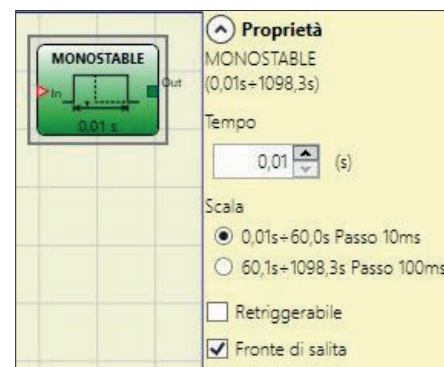 MONOSTABLE
In
Out
0.01 s
Proprietà
MONOSTABLE
(0,01s÷1098,3s)
Tempo
0,01 (s)
Scala
0,01s÷60,0s Passo 10ms
60,1s÷1098,3s Passo 100ms
Retriggerabile
Fronte di salita